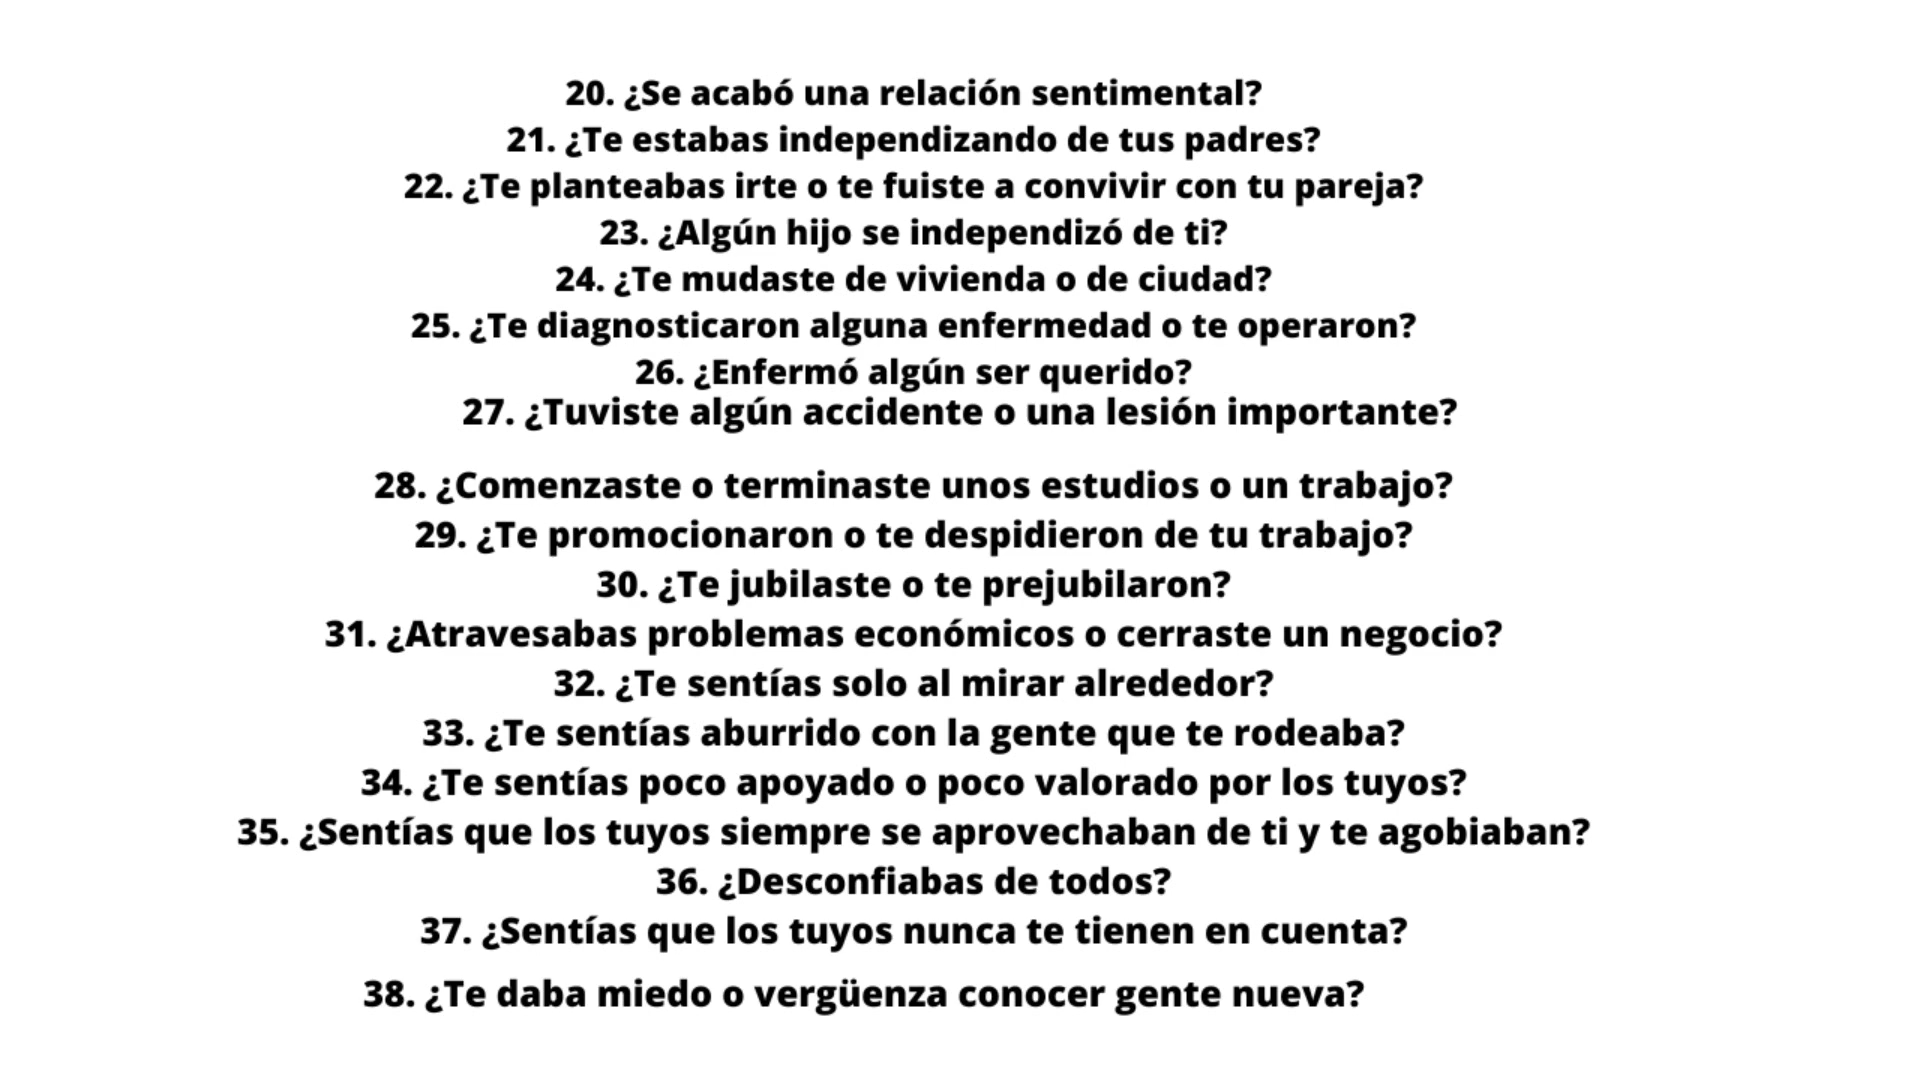 20. ¿Se acabó una relación sentimental?
21. ¿Te estabas independizando de tus padres?
22. ¿Te planteabas irte o te fuiste a convivir con tu pareja?
23. ¿Algún hijo se independizó de ti?
24. ¿Te mudaste de vivienda o de ciudad?
25. ¿Te diagnosticaron alguna enfermedad o te operaron?
26. ¿Enfermó algún ser querido?
27. ¿Tuviste algún accidente o una lesión importante?
28. ¿Comenzaste o terminaste unos estudios o un trabajo?
29. ¿Te promocionaron o te despidieron de tu trabajo?
30. ¿Te jubilaste o te prejubilaron?
31. ¿Atravesabas problemas económicos o cerraste un negocio?
32. ¿Te sentías solo al mirar alrededor?
33. ¿Te sentías aburrido con la gente que te rodeaba?
34. ¿Te sentías poco apoyado o poco valorado por los tuyos?
35. ¿Sentías que los tuyos siempre se aprovechaban de ti y te agobiaban?
36. ¿Desconfiabas de todos?
37. ¿Sentías que los tuyos nunca te tienen en cuenta?
38. ¿Te daba miedo o vergüenza conocer gente nueva?